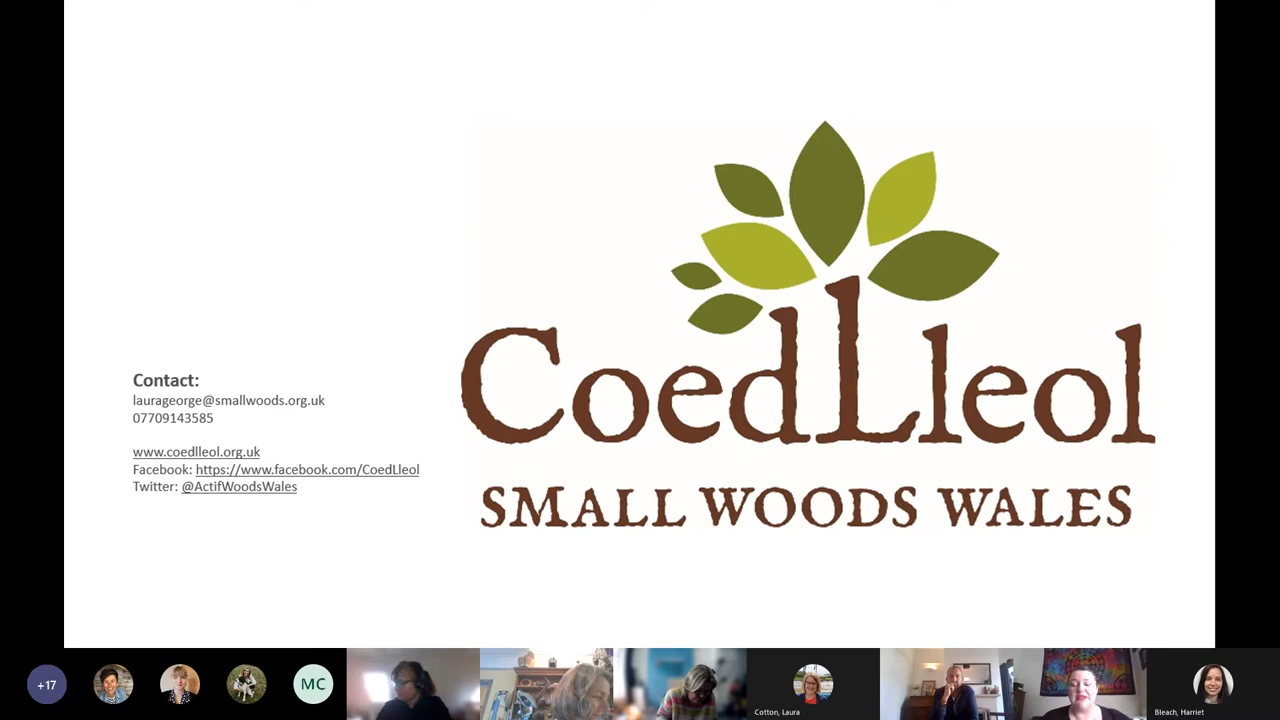 Contact:
laurageorge@smallwoods.org.uk
07709143585
www.coedlleol.org.uk
Facebook: https://www.facebook.com/CoedLleol
Twitter: @ActifWoodsWales
CoedLleol
SMALL WOODS WALES
+17
MC
Cotton, Laura
Bleach, Harriet